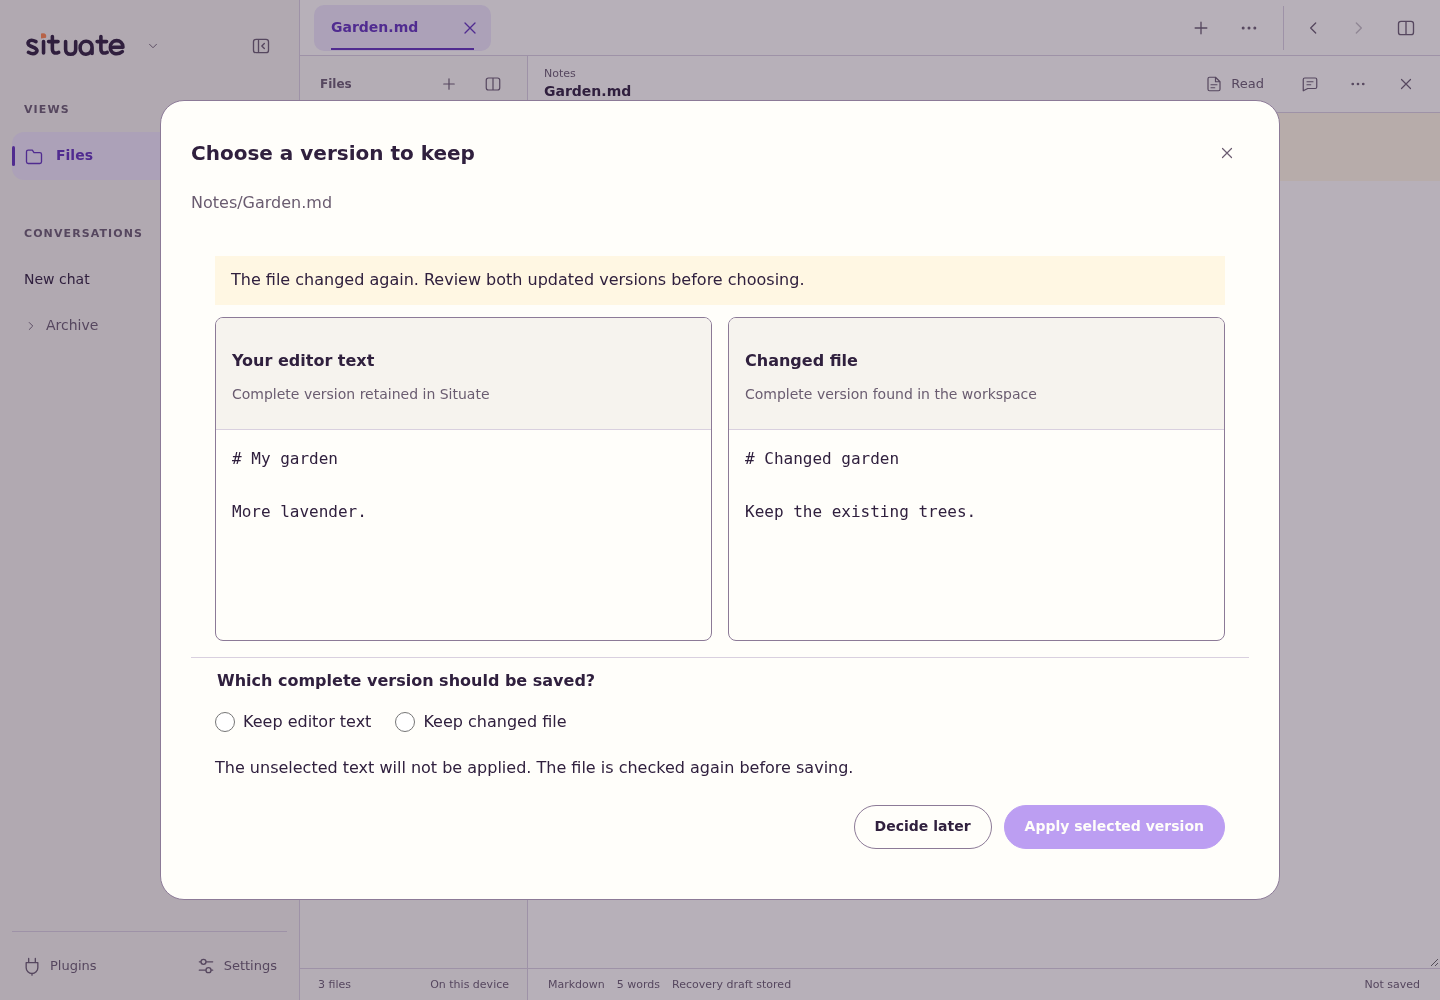 situate
Garden.md
Files
Notes
Garden.md
Read
VIEWS
Files
CONVERSATIONS
New chat
Archive
Choose a version to keep
Notes/Garden.md
The file changed again. Review both updated versions before choosing.
Your editor text
Complete version retained in Situate
# My garden
More lavender.
Changed file
Complete version found in the workspace
# Changed garden
Keep the existing trees.
Which complete version should be saved?
Keep editor text
Keep changed file
The unselected text will not be applied. The file is checked again before saving.
Decide later
Apply selected version
Plugins
Settings
3 files
On this device
Markdown
5 words
Recovery draft stored
Not saved